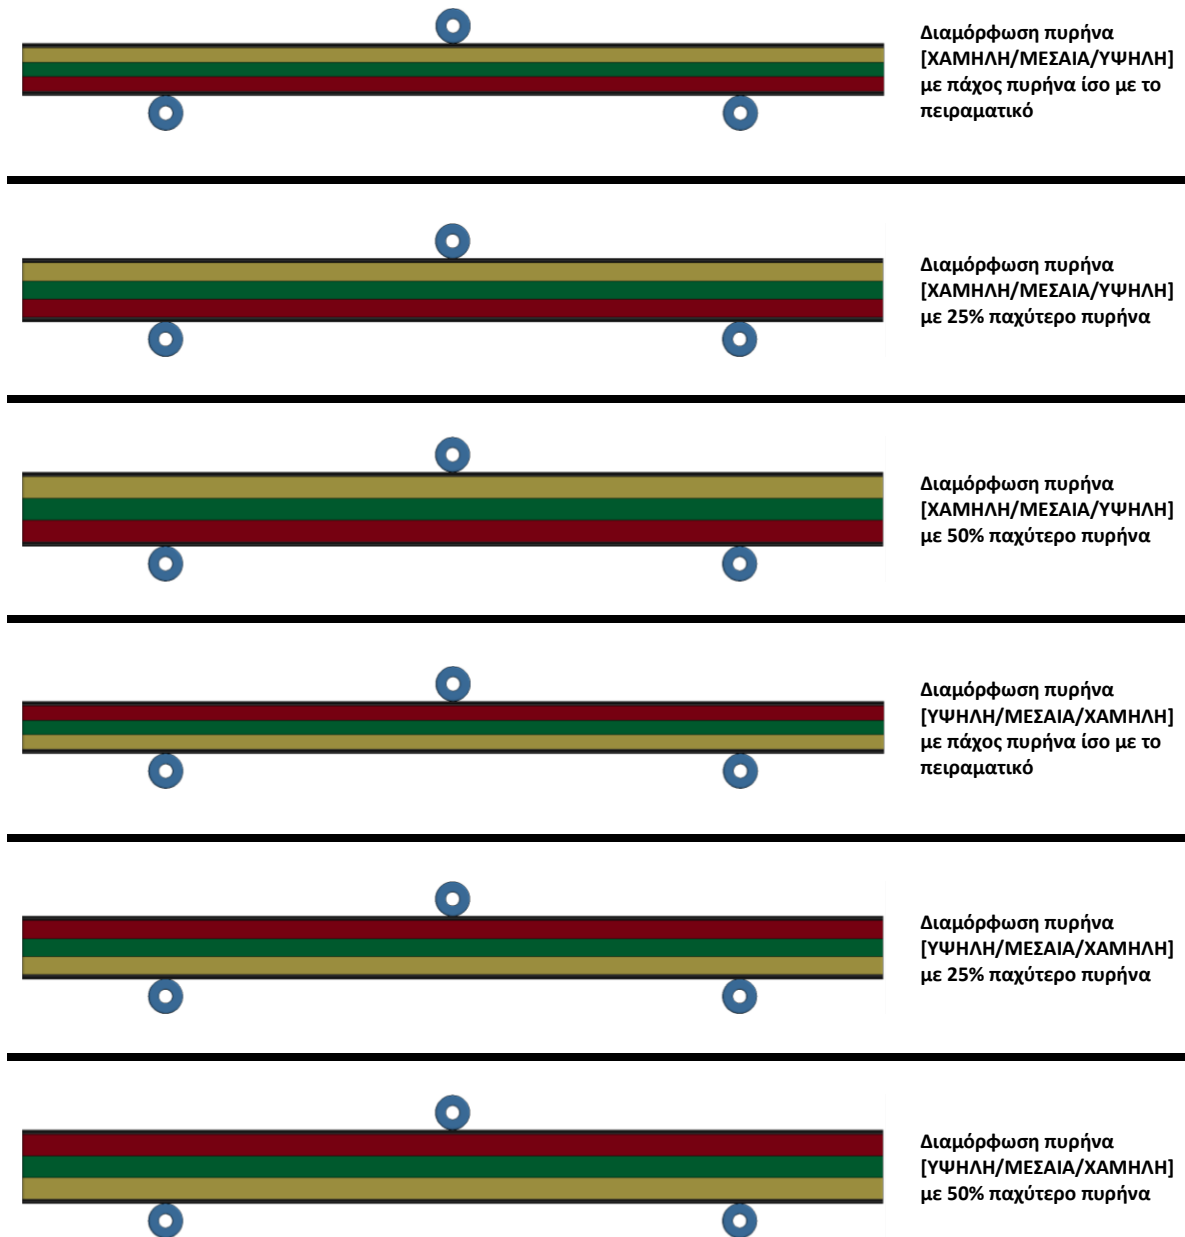 Διαμόρφωση πυρήνα
[ΧΑΜΗΛΗ/ΜΕΣΑΙΑ/ΥΨΗΛΗ]
με πάχος πυρήνα ίσο με το
πειραματικό
Διαμόρφωση πυρήνα
[ΧΑΜΗΛΗ/ΜΕΣΑΙΑ/ΥΨΗΛΗ]
με 25% παχύτερο πυρήνα
Διαμόρφωση πυρήνα
[ΧΑΜΗΛΗ/ΜΕΣΑΙΑ/ΥΨΗΛΗ]
με 50% παχύτερο πυρήνα
Διαμόρφωση πυρήνα
[ΥΨΗΛΗ/ΜΕΣΑΙΑ/ΧΑΜΗΛΗ]
με πάχος πυρήνα ίσο με το
πειραματικό
Διαμόρφωση πυρήνα
[ΥΨΗΛΗ/ΜΕΣΑΙΑ/ΧΑΜΗΛΗ]
με 25% παχύτερο πυρήνα
Διαμόρφωση πυρήνα
[ΥΨΗΛΗ/ΜΕΣΑΙΑ/ΧΑΜΗΛΗ]
με 50% παχύτερο πυρήνα